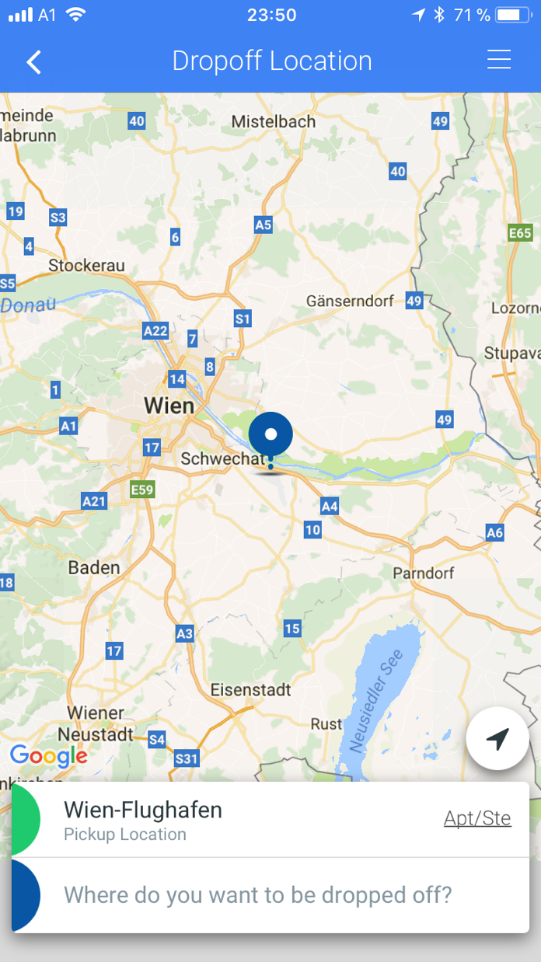 A1 23:50 71 %
Dropoff Location
meinde
labrunn
40
Mistelbach
49
40
19
S3
A5
6
E65
4
Stockerau
S5
Donau
Gänserndorf
49
Lozorn
S1
A22
7
Stupava
8
14
1
Wien
A1
49
17
Schwechat
E59
A21
A4
10
A6
Baden
Parndorf
18
15
A3
17
Neusiedler See
Eisenstadt
Wiener
Neustadt
Rust
S4
S31
Google
nkirchen
Wien-Flughafen
Apt/Ste
Pickup Location
Where do you want to be dropped off?